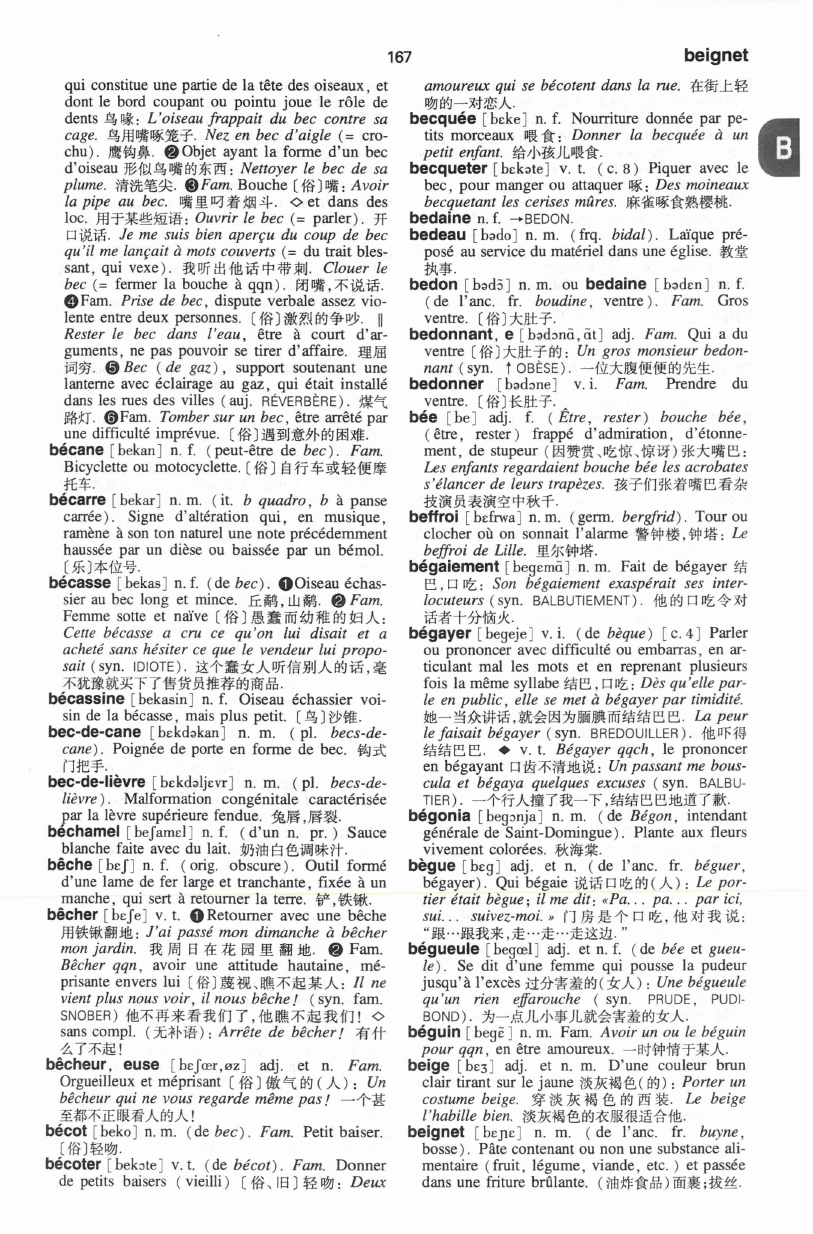 167
beignet
qui constitue une partie de la tête des oiseaux, et
dont le bord coupant ou pointu joue le rôle de
dents 鸟喙: L'oiseau frappait du bec contre sa
cage. 鸟用嘴啄笼子. Nez en bec d'aigle (= cro-
chu). 鹰钩鼻. ❷Objet ayant la forme d'un bec
d'oiseau 形似鸟嘴的东西: Nettoyer le bec de sa
plume. 清洗笔尖. ❸Fam. Bouche〔俗〕嘴: Avoir
la pipe au bec. 嘴里叼着烟斗. ◇ et dans des
loc. 用于某些短语: Ouvrir le bec (= parler). 开
口说话. Je me suis bien aperçu du coup de bec
qu'il me lançait à mots couverts (= du trait bles-
sant, qui vexe). 我听出他话中带刺. Clouer le
bec (= fermer la bouche à qqn). 闭嘴,不说话.
❹Fam. Prise de bec, dispute verbale assez vio-
lente entre deux personnes.〔俗〕激烈的争吵. ‖
Rester le bec dans l'eau, être à court d'ar-
guments, ne pas pouvoir se tirer d'affaire. 理屈
词穷. ❺Bec (de gaz), support soutenant une
lanterne avec éclairage au gaz, qui était installé
dans les rues des villes (auj. RÉVERBÈRE). 煤气
路灯. ❻Fam. Tomber sur un bec, être arrêté par
une difficulté imprévue.〔俗〕遇到意外的困难.
bécane [bekan] n. f. (peut-être de bec). Fam.
Bicyclette ou motocyclette.〔俗〕自行车或轻便摩
托车.
bécarre [bekar] n. m. (it. b quadro, b à panse
carrée). Signe d'altération qui, en musique,
ramène à son ton naturel une note précédemment
haussée par un dièse ou baissée par un bémol.
〔乐〕本位号.
bécasse [bekas] n. f. (de bec). ❶Oiseau échas-
sier au bec long et mince. 丘鹬,山鹬. ❷Fam.
Femme sotte et naïve〔俗〕愚蠢而幼稚的妇人:
Cette bécasse a cru ce qu'on lui disait et a
acheté sans hésiter ce que le vendeur lui propo-
sait (syn. IDIOTE). 这个蠢女人听信别人的话,毫
不犹豫就买下了售货员推荐的商品.
bécassine [bekasin] n. f. Oiseau échassier voi-
sin de la bécasse, mais plus petit.〔鸟〕沙锥.
bec-de-cane [bɛkdəkan] n. m. (pl. becs-de-
cane). Poignée de porte en forme de bec. 钩式
门把手.
bec-de-lièvre [bɛkdəljɛvr] n. m. (pl. becs-de-
lièvre). Malformation congénitale caractérisée
par la lèvre supérieure fendue. 兔唇,唇裂.
béchamel [beʃamɛl] n. f. (d'un n. pr.) Sauce
blanche faite avec du lait. 奶油白色调味汁.
bêche [bɛʃ] n. f. (orig. obscure). Outil formé
d'une lame de fer large et tranchante, fixée à un
manche, qui sert à retourner la terre. 铲,铁锹.
bêcher [bɛʃe] v. t. ❶Retourner avec une bêche
用铁锹翻地: J'ai passé mon dimanche à bêcher
mon jardin. 我周日在花园里翻地. ❷Fam.
Bêcher qqn, avoir une attitude hautaine, mé-
prisante envers lui〔俗〕蔑视、瞧不起某人: Il ne
vient plus nous voir, il nous bêche! (syn. fam.
SNOBER) 他不再来看我们了,他瞧不起我们! ◇
sans compl. (无补语): Arrête de bêcher! 有什
么了不起!
bêcheur, euse [bɛʃœr,øz] adj. et n. Fam.
Orgueilleux et méprisant〔俗〕傲气的(人): Un
bêcheur qui ne vous regarde même pas! 一个甚
至都不正眼看人的人!
bécot [beko] n. m. (de bec). Fam. Petit baiser.
〔俗〕轻吻.
bécoter [bekɔte] v. t. (de bécot). Fam. Donner
de petits baisers (vieilli)〔俗、旧〕轻吻: Deux
amoureux qui se bécotent dans la rue. 在街上轻
吻的一对恋人.
becquée [beke] n. f. Nourriture donnée par pe-
tits morceaux 喂食: Donner la becquée à un
petit enfant. 给小孩儿喂食.
becqueter [bɛkəte] v. t. (c. 8) Piquer avec le
bec, pour manger ou attaquer 啄: Des moineaux
becquetant les cerises mûres. 麻雀啄食熟樱桃.
bedaine n. f. →BEDON.
bedeau [bədo] n. m. (frq. bidal). Laïque pré-
posé au service du matériel dans une église. 教堂
执事.
bedon [bədɔ̃] n. m. ou bedaine [bədɛn] n. f.
(de l'anc. fr. boudine, ventre). Fam. Gros
ventre.〔俗〕大肚子.
bedonnant, e [bədɔnɑ̃, ɑ̃t] adj. Fam. Qui a du
ventre〔俗〕大肚子的: Un gros monsieur bedon-
nant (syn. ↑ OBÈSE). 一位大腹便便的先生.
bedonner [bədɔne] v. i. Fam. Prendre du
ventre.〔俗〕长肚子.
bée [be] adj. f. (Être, rester) bouche bée,
(être, rester) frappé d'admiration, d'étonne-
ment, de stupeur (因赞赏、吃惊、惊讶)张大嘴巴:
Les enfants regardaient bouche bée les acrobates
s'élancer de leurs trapèzes. 孩子们张着嘴巴看杂
技演员表演空中秋千.
beffroi [bɛfrwa] n. m. (germ. bergfrid). Tour ou
clocher où on sonnait l'alarme 警钟楼,钟塔: Le
beffroi de Lille. 里尔钟塔.
bégaiement [begɛmɑ̃] n. m. Fait de bégayer 结
巴,口吃: Son bégaiement exaspérait ses inter-
locuteurs (syn. BALBUTIEMENT). 他的口吃令对
话者十分恼火.
bégayer [begeje] v. i. (de bègue) [c. 4] Parler
ou prononcer avec difficulté ou embarras, en ar-
ticulant mal les mots et en reprenant plusieurs
fois la même syllabe 结巴,口吃: Dès qu'elle par-
le en public, elle se met à bégayer par timidité.
她一当众讲话,就会因为腼腆而结结巴巴. La peur
le faisait bégayer (syn. BREDOUILLER). 他吓得
结结巴巴. ◆ v. t. Bégayer qqch, le prononcer
en bégayant 口齿不清地说: Un passant me bous-
cula et bégaya quelques excuses (syn. BALBU-
TIER). 一个行人撞了我一下,结结巴巴地道了歉.
bégonia [begɔnja] n. m. (de Bégon, intendant
générale de Saint-Domingue). Plante aux fleurs
vivement colorées. 秋海棠.
bègue [bɛg] adj. et n. (de l'anc. fr. béguer,
bégayer). Qui bégaie 说话口吃的(人): Le por-
tier était bègue; il me dit: «Pa... pa... par ici,
sui... suivez-moi.» 门房是个口吃,他对我说:
“跟…跟我来,走…走…走这边.”
bégueule [begœl] adj. et n. f. (de bée et gueu-
le). Se dit d'une femme qui pousse la pudeur
jusqu'à l'excès 过分害羞的(女人): Une bégueule
qu'un rien effarouche (syn. PRUDE, PUDI-
BOND). 为一点儿小事儿就会害羞的女人.
béguin [begɛ̃] n. m. Fam. Avoir un ou le béguin
pour qqn, en être amoureux. 一时钟情于某人.
beige [bɛʒ] adj. et n. m. D'une couleur brun
clair tirant sur le jaune 淡灰褐色(的): Porter un
costume beige. 穿淡灰褐色的西装. Le beige
l'habille bien. 淡灰褐色的衣服很适合他.
beignet [bɛɲɛ] n. m. (de l'anc. fr. buyne,
bosse). Pâte contenant ou non une substance ali-
mentaire (fruit, légume, viande, etc.) et passée
dans une friture brûlante. (油炸食品)面裹;拔丝.
B